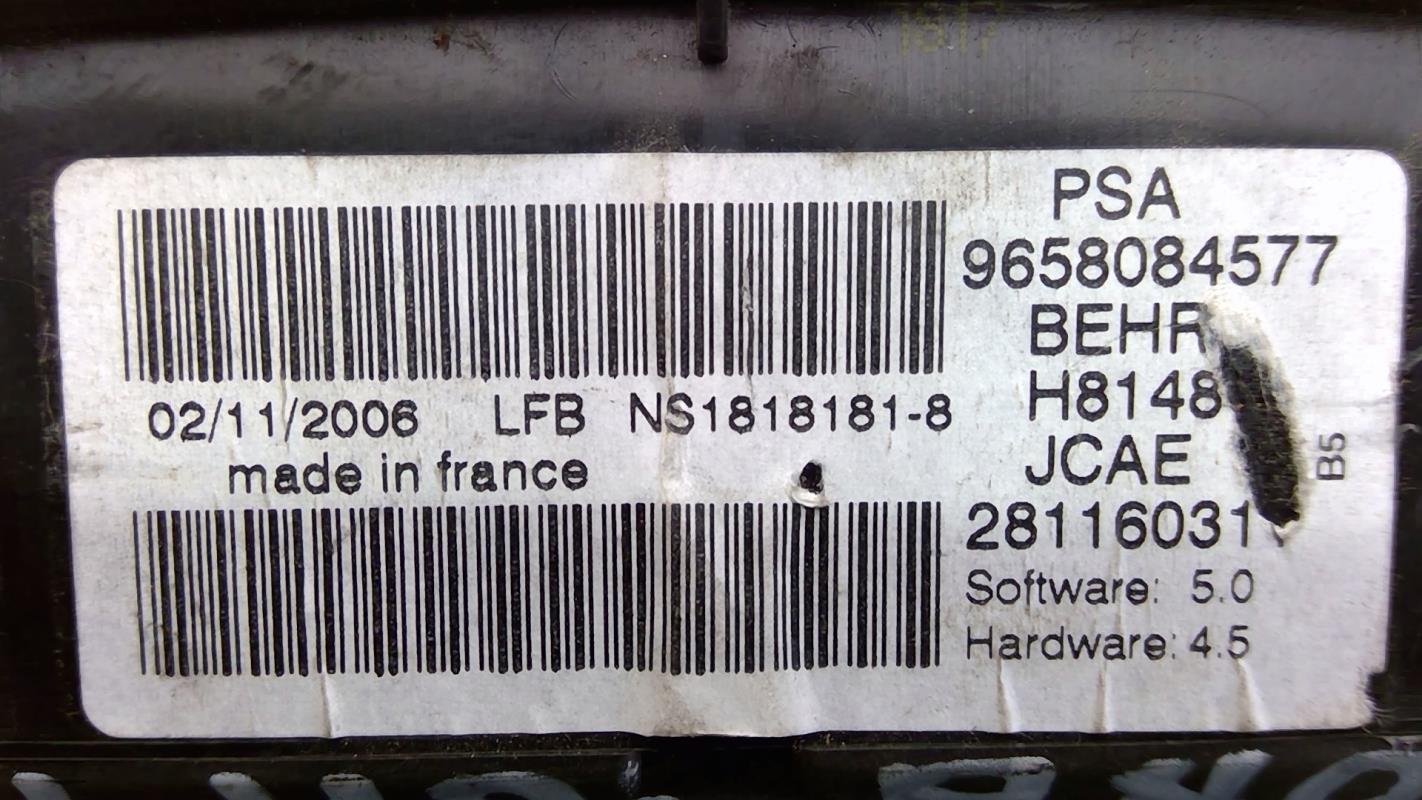 PSA
9658084577
BEHR
H8148
JCAE
28116031
Software: 5.0
Hardware: 4.5
B5
02/11/2006 LFB NS1818181-8
made in france